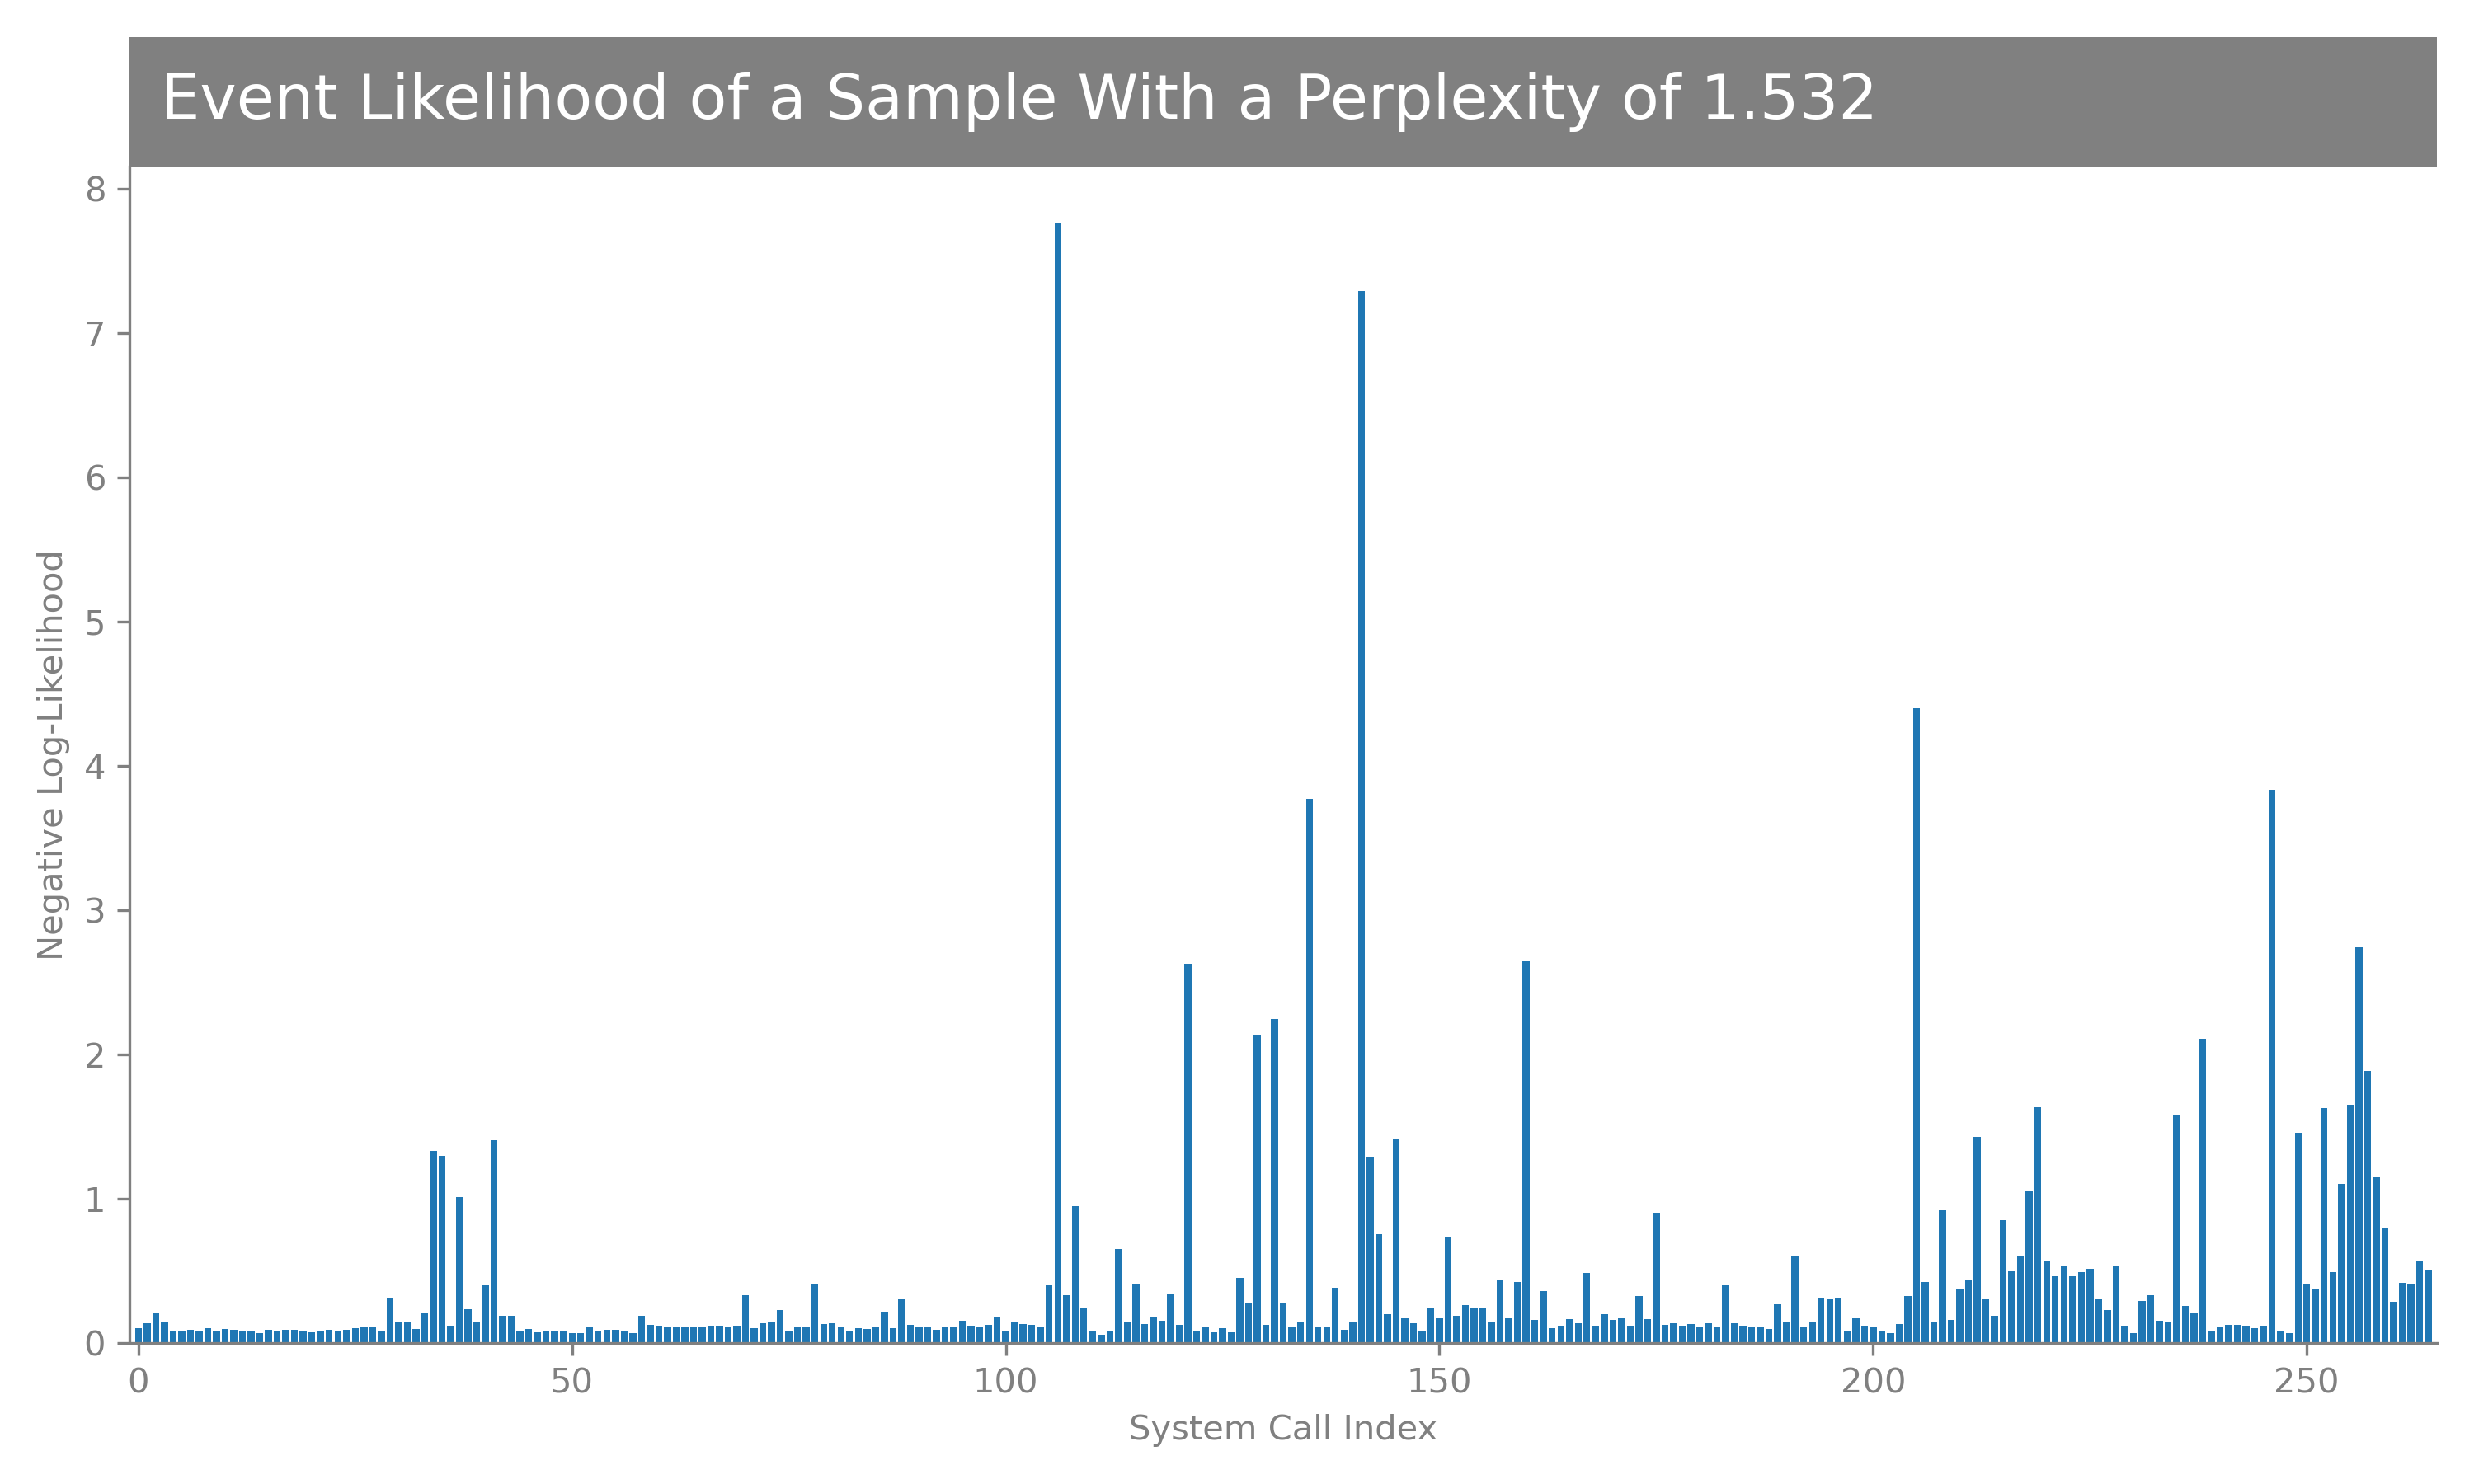 Event Likelihood of a Sample With a Perplexity of 1.532
8
7
6
5
4
3
2
1
0
Negative Log-Likelihood
0 50 100 150 200 250
System Call Index